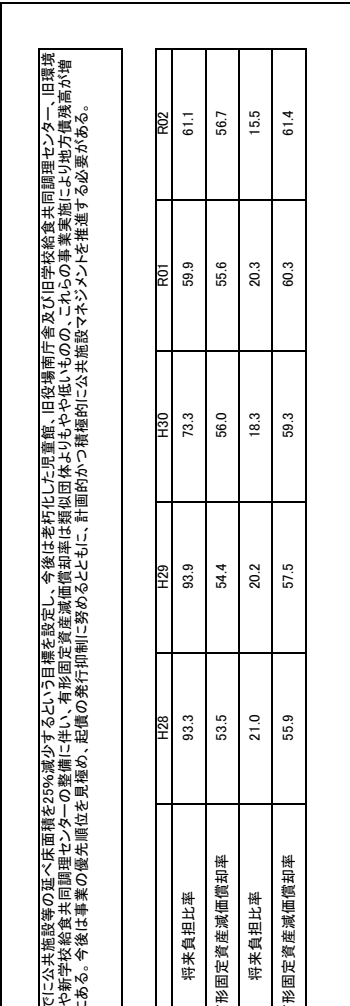 でに公共施設等の延べ床面積を25%減少するという目標を設定し、今後は老朽化した児童館、旧役場南庁舎及び旧学校給食共同調理センター、旧環境
や新学校給食共同調理センターの整備に伴い、有形固定資産減価償却率は類似団体よりもやや低いものの、これらの事業実施により地方債残高が増
にある。今後は事業の優先順位を見極め、起債の発行抑制に努めるとともに、計画的かつ積極的に公共施設マネジメントを推進する必要がある。
H28 H29 H30 R01 R02
将来負担比率 93.3 93.9 73.3 59.9 61.1
形固定資産減価償却率 53.5 54.4 56.0 55.6 56.7
将来負担比率 21.0 20.2 18.3 20.3 15.5
形固定資産減価償却率 55.9 57.5 59.3 60.3 61.4